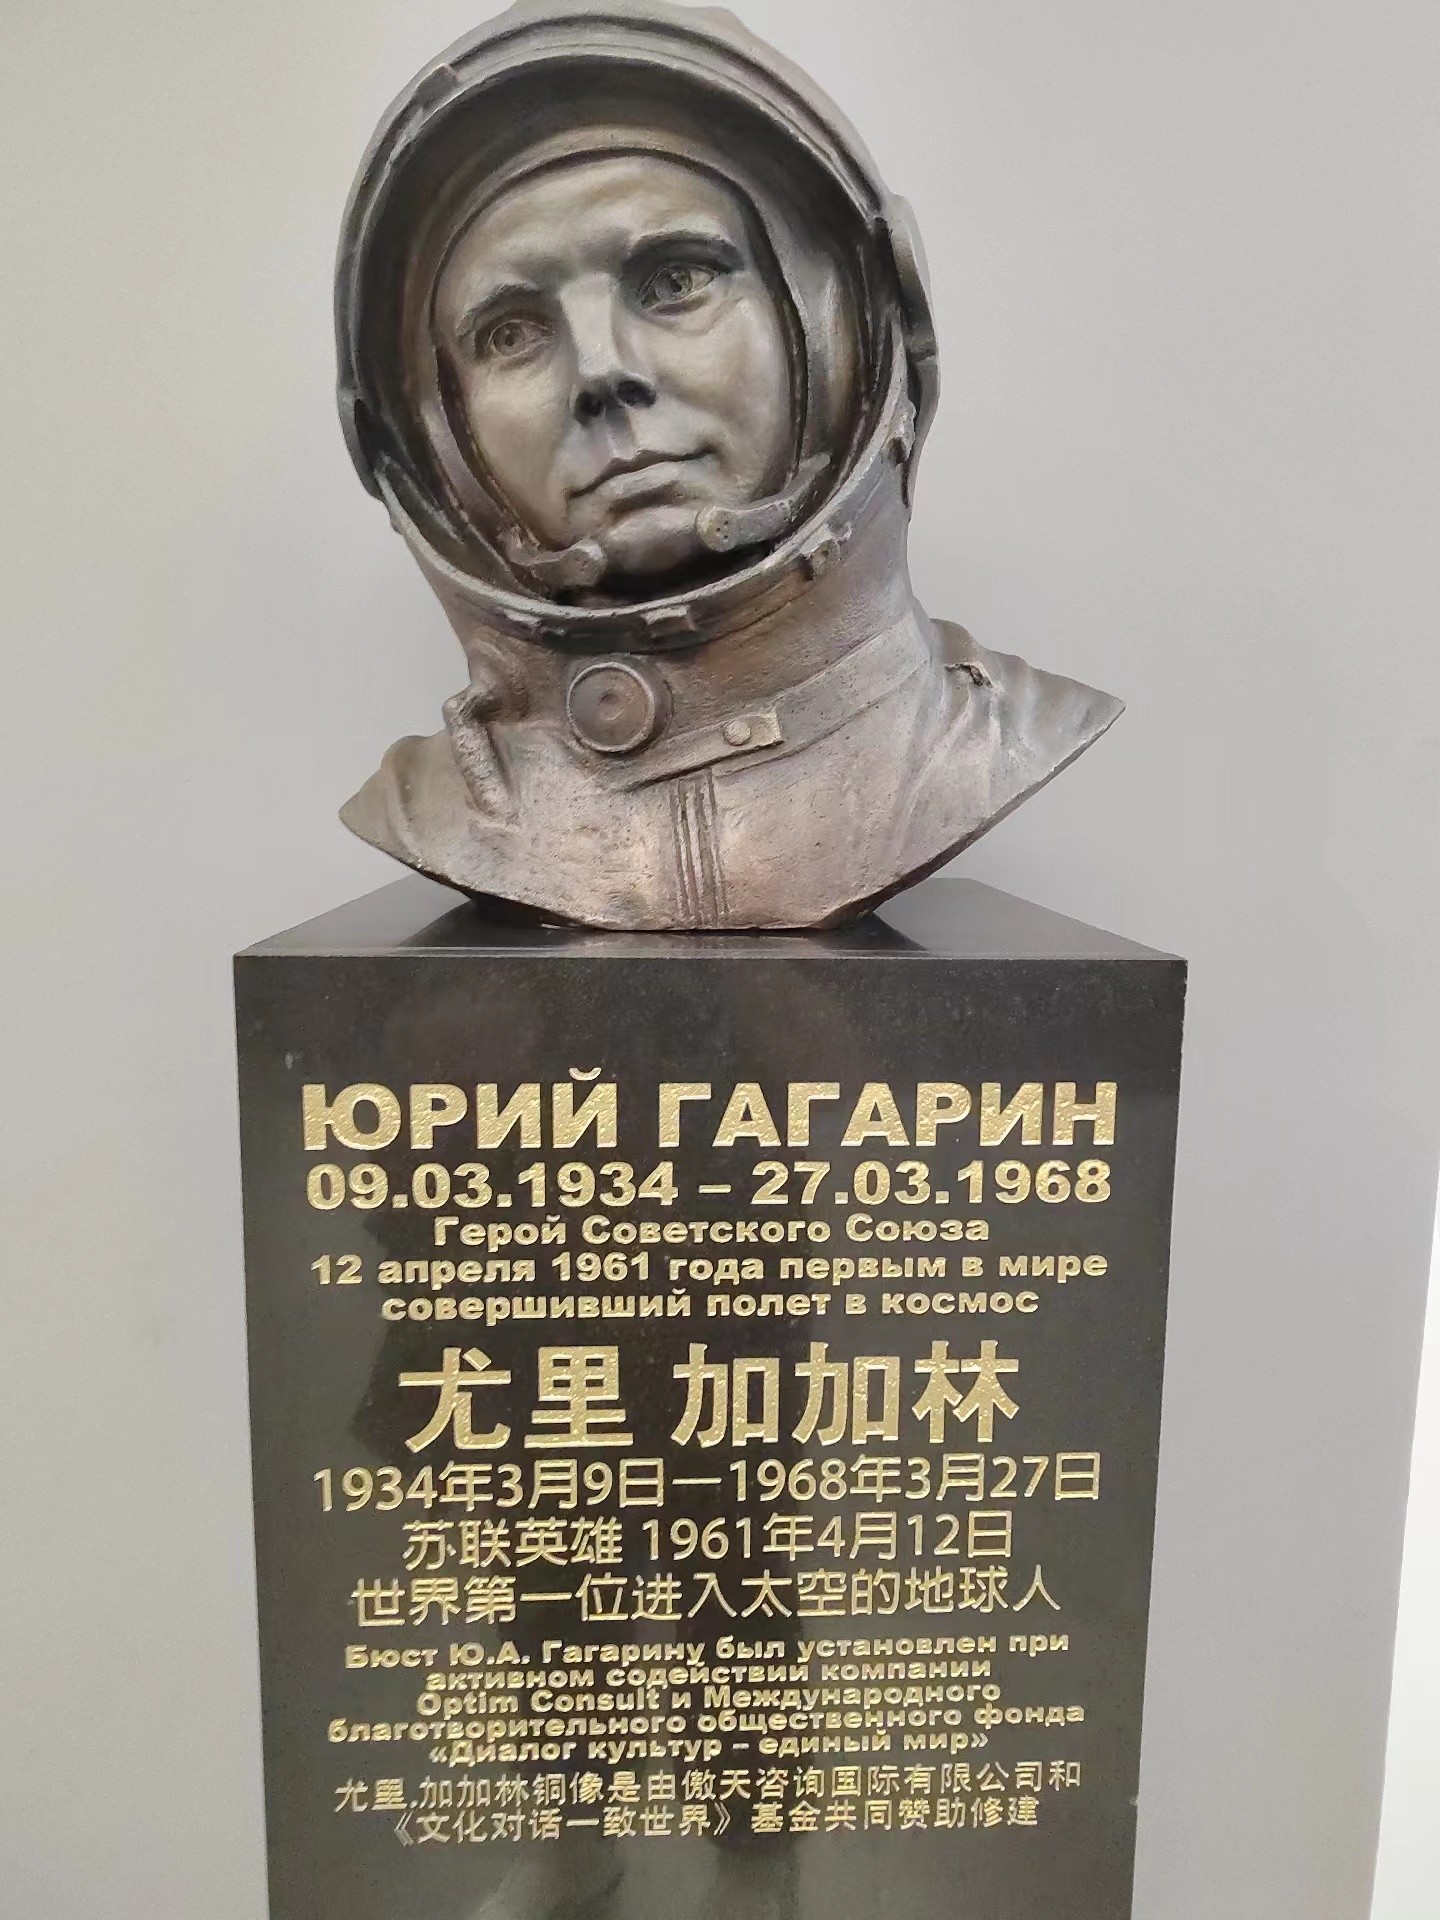 ЮРИЙ ГАГАРИН
09.03.1934 – 27.03.1968
Герой Советского Союза
12 апреля 1961 года первым в мире
совершивший полет в космос
尤里 加加林
1934年3月9日—1968年3月27日
苏联英雄 1961年4月12日
世界第一位进入太空的地球人
Бюст Ю.А. Гагарину был установлен при
активном содействии компании
Optim Consult и Международного
благотворительного общественного фонда
«Диалог культур – единый мир»
尤里.加加林铜像是由傲天咨询国际有限公司和
《文化对话一致世界》基金共同赞助修建